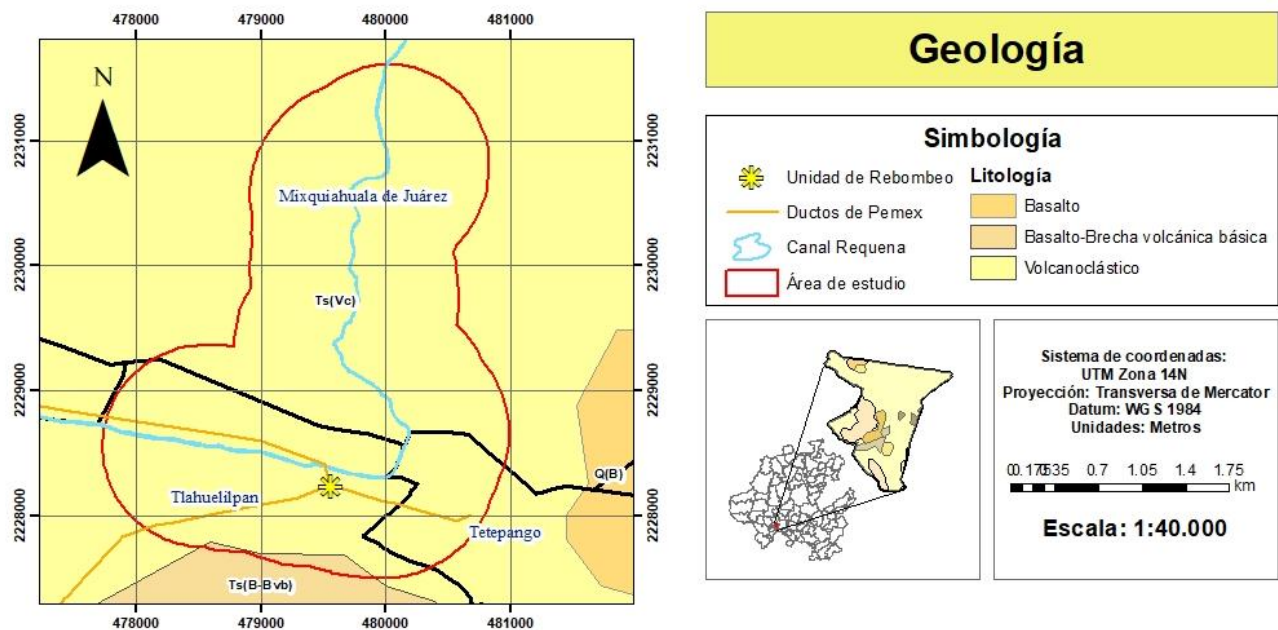 478000 479000 480000 481000
N
2231000
2231000
Mixquiahuala de Juárez
2230000
2230000
Ts(Vc)
2229000
2229000
Q(B)
Tlahuelilpan
2228000
2228000
Tetepango
Ts(B-Bvb)
478000 479000 480000 481000
Geología
Simbología
Unidad de Rebombeo
Ductos de Pemex
Canal Requena
Área de estudio
Litología
Basalto
Basalto-Brecha volcánica básica
Volcanoclástico
Sistema de coordenadas:
UTM Zona 14N
Proyección: Transversa de Mercator
Datum: WGS 1984
Unidades: Metros
0.7 1.05 1.4 1.75
km
Escala: 1:40.000